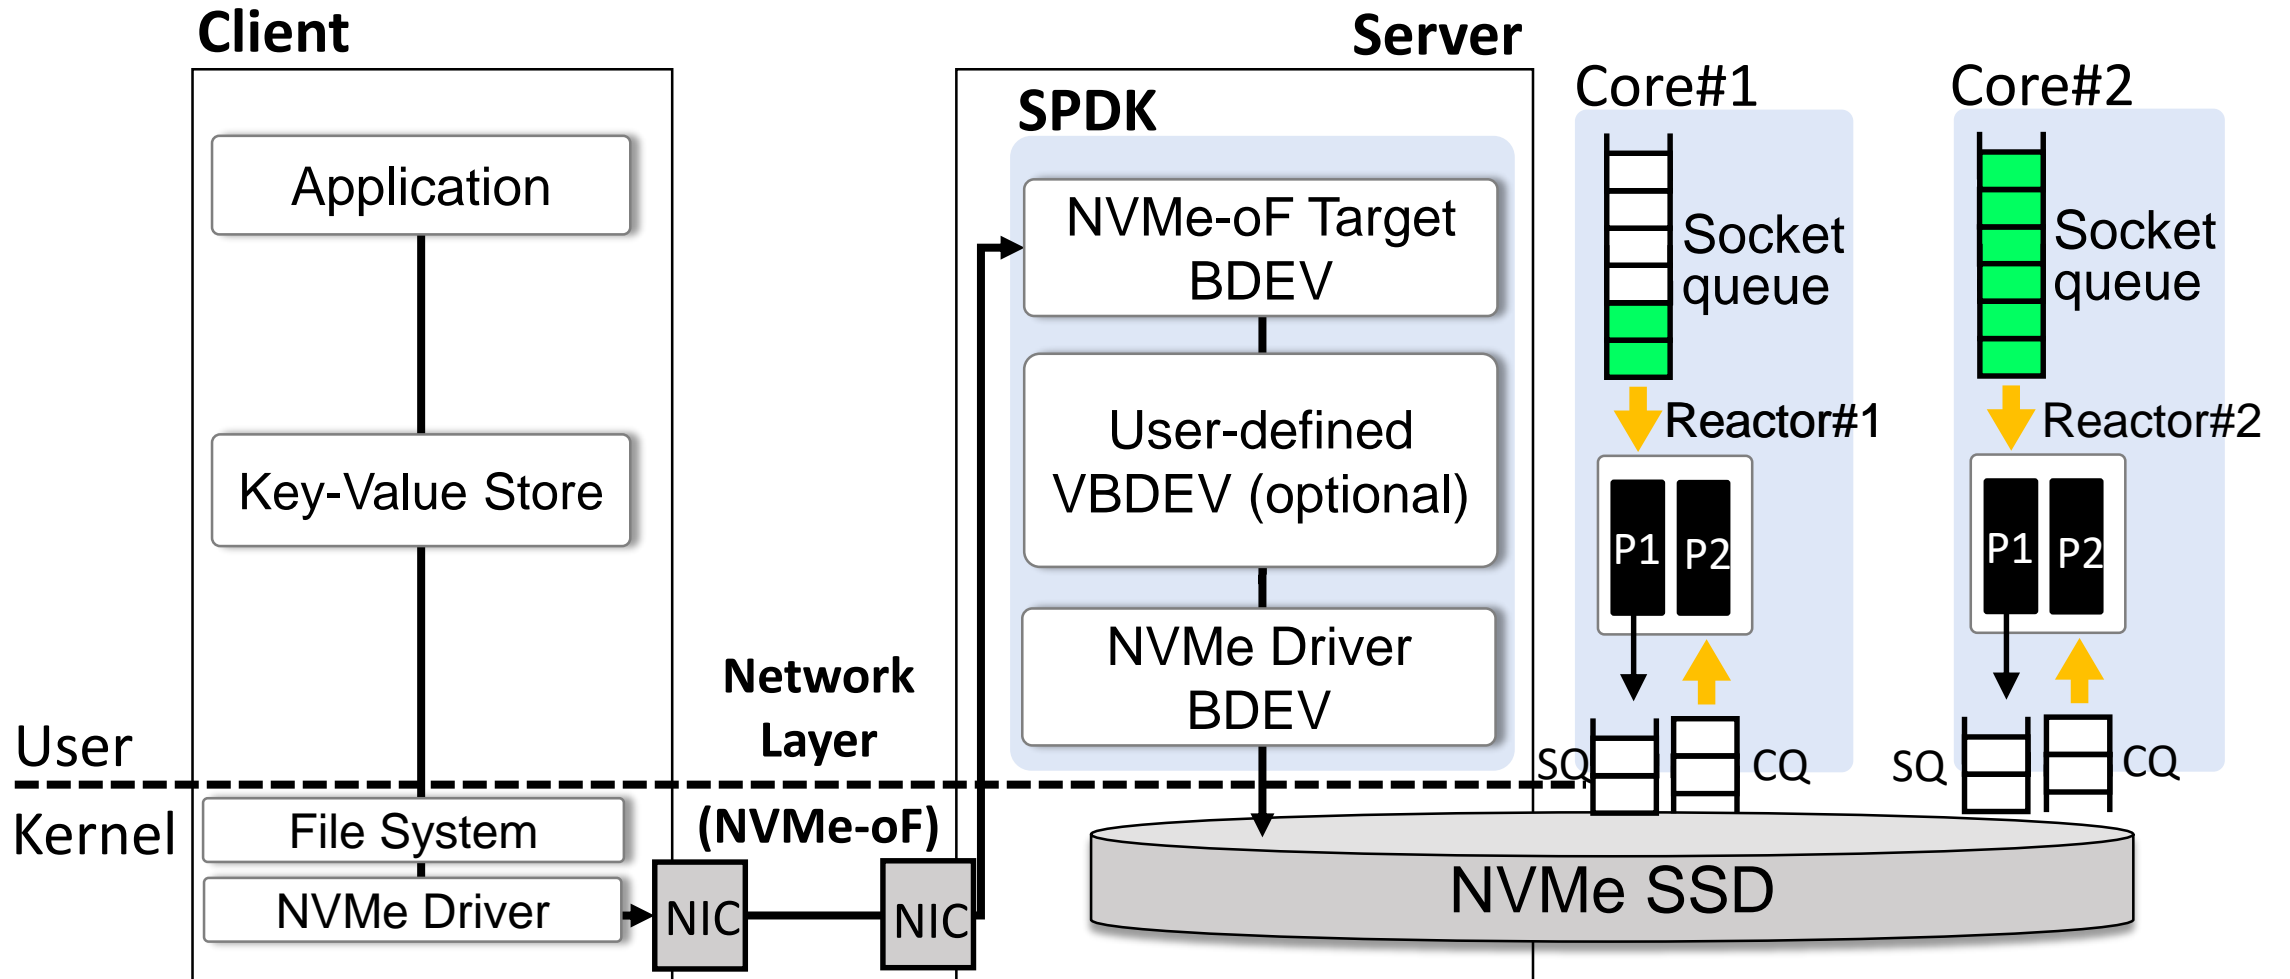 Client
Server
SPDK
Core#1
Core#2
Application
Key-Value Store
NVMe-oF Target
BDEV
User-defined
VBDEV (optional)
NVMe Driver
BDEV
Socket
queue
Socket
queue
Reactor#1
Reactor#2
P1
P2
P1
P2
Network
Layer
(NVMe-oF)
User
Kernel
File System
NVMe Driver
NIC
NIC
SQ
CQ
SQ
CQ
NVMe SSD